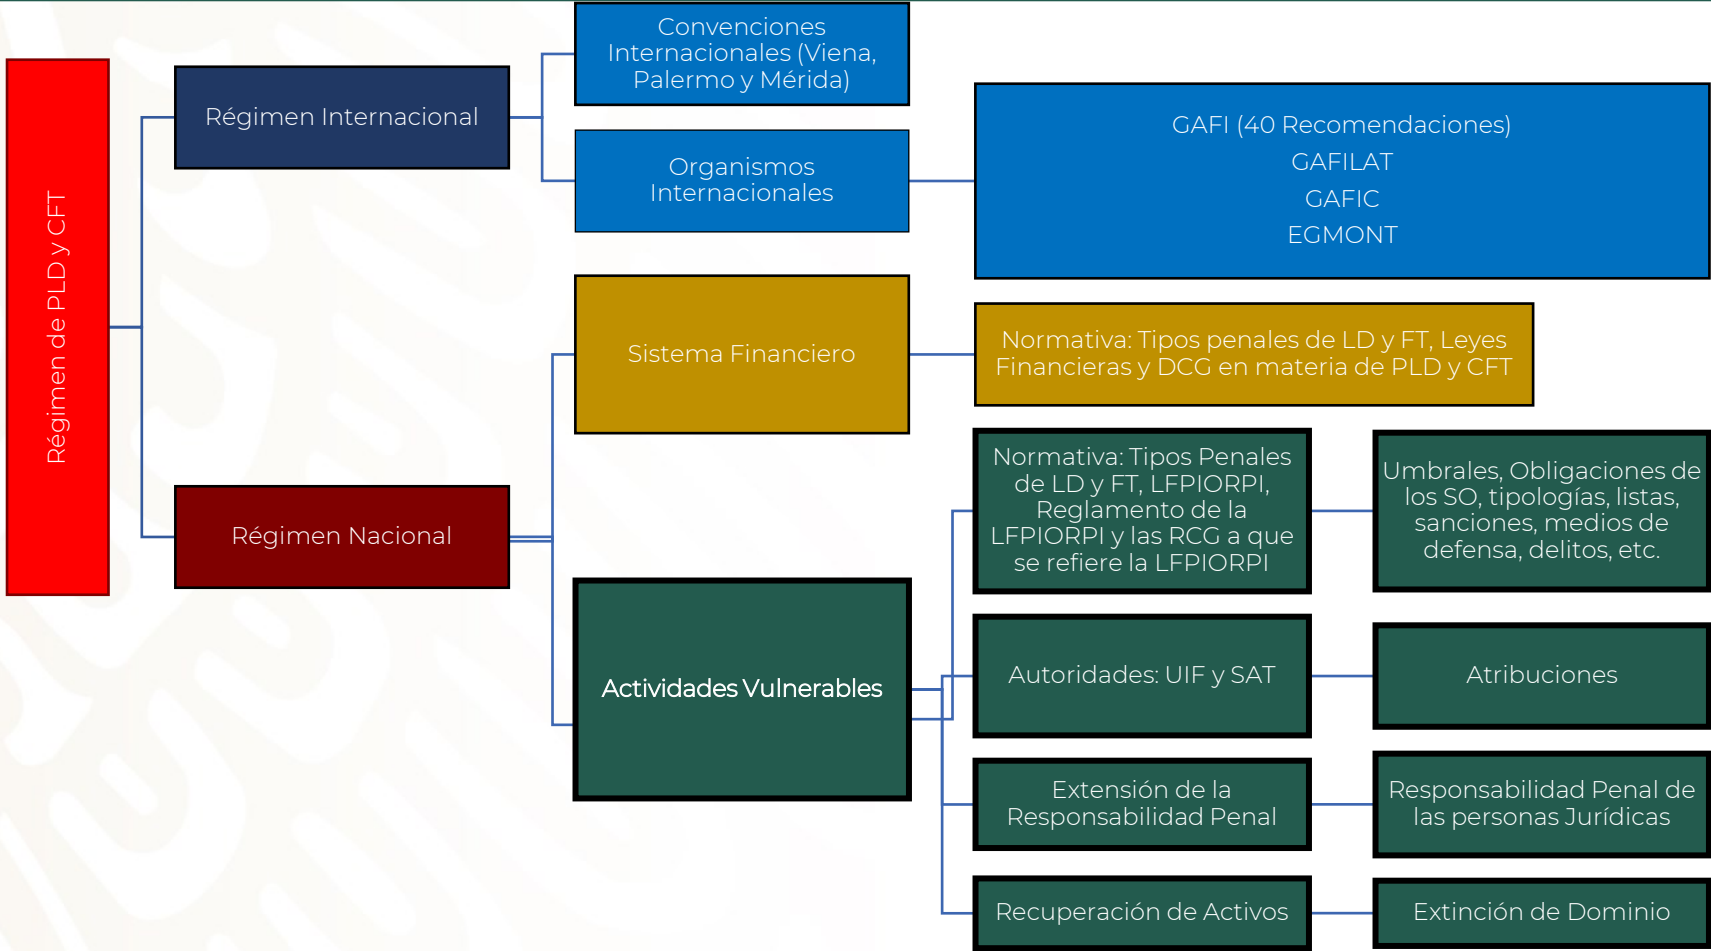 Régimen de PLD y CFT
Régimen Internacional
Convenciones
Internacionales (Viena,
Palermo y Mérida)
Organismos
Internacionales
GAFI (40 Recomendaciones)
GAFILAT
GAFIC
EGMONT
Régimen Nacional
Sistema Financiero
Normativa: Tipos penales de LD y FT, Leyes
Financieras y DCG en materia de PLD y CFT
Actividades Vulnerables
Normativa: Tipos Penales
de LD y FT, LFPIORPI,
Reglamento de la
LFPIORPI y las RCG a que
se refiere la LFPIORPI
Umbrales, Obligaciones de
los SO, tipologías, listas,
sanciones, medios de
defensa, delitos, etc.
Autoridades: UIF y SAT
Atribuciones
Extensión de la
Responsabilidad Penal
Responsabilidad Penal de
las personas Jurídicas
Recuperación de Activos
Extinción de Dominio